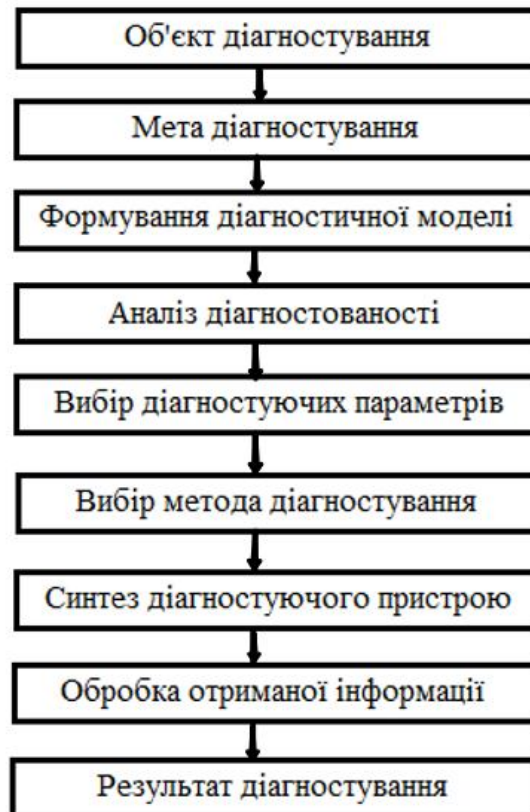 Об'єкт діагностування
Мета діагностування
Формування діагностичної моделі
Аналіз діагностованості
Вибір діагностуючих параметрів
Вибір метода діагностування
Синтез діагностуючого пристрою
Обробка отриманої інформації
Результат діагностування